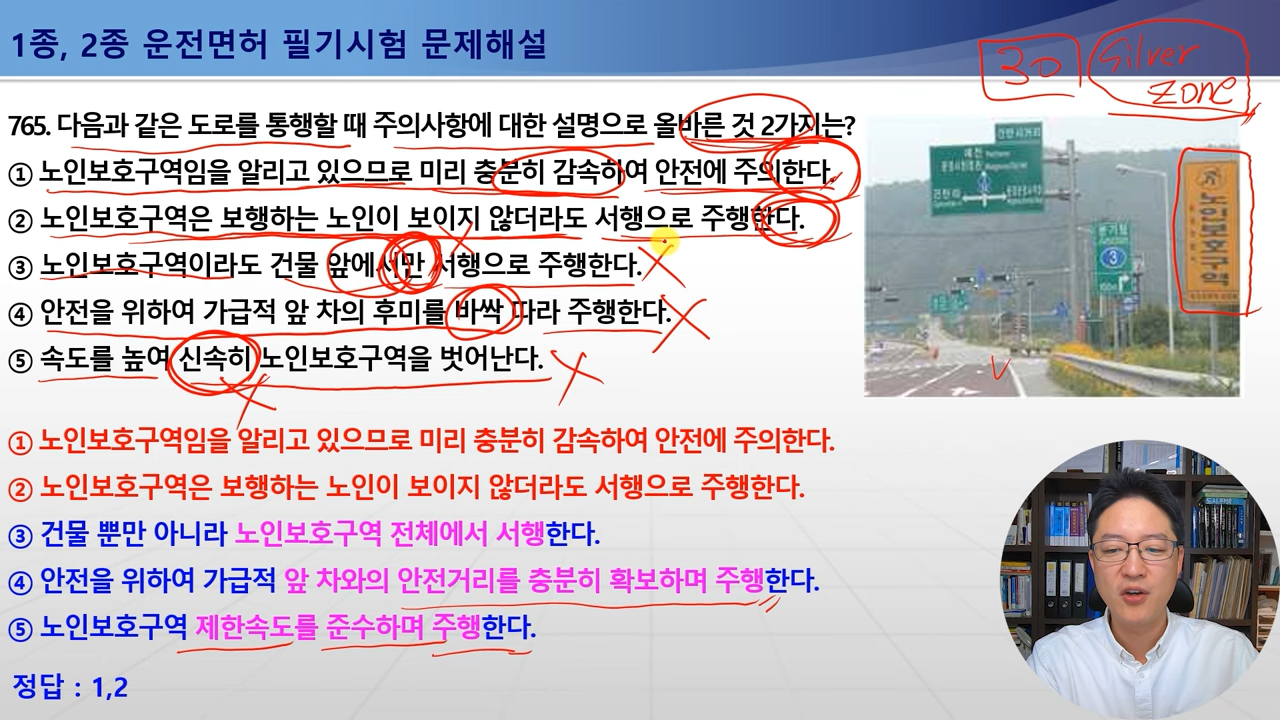 1종, 2종 운전면허 필기시험 문제해설
30 Silver zone
765. 다음과 같은 도로를 통행할 때 주의사항에 대한 설명으로 올바른 것 2가지는?
① 노인보호구역임을 알리고 있으므로 미리 충분히 감속하여 안전에 주의한다.
② 노인보호구역은 보행하는 노인이 보이지 않더라도 서행으로 주행한다.
③ 노인보호구역이라도 건물 앞에서만 서행으로 주행한다.
④ 안전을 위하여 가급적 앞 차의 후미를 바싹 따라 주행한다.
⑤ 속도를 높여 신속히 노인보호구역을 벗어난다.
노인보호구역
3
① 노인보호구역임을 알리고 있으므로 미리 충분히 감속하여 안전에 주의한다.
② 노인보호구역은 보행하는 노인이 보이지 않더라도 서행으로 주행한다.
③ 건물 뿐만 아니라 노인보호구역 전체에서 서행한다.
④ 안전을 위하여 가급적 앞 차와의 안전거리를 충분히 확보하며 주행한다.
⑤ 노인보호구역 제한속도를 준수하며 주행한다.
정답 : 1,2